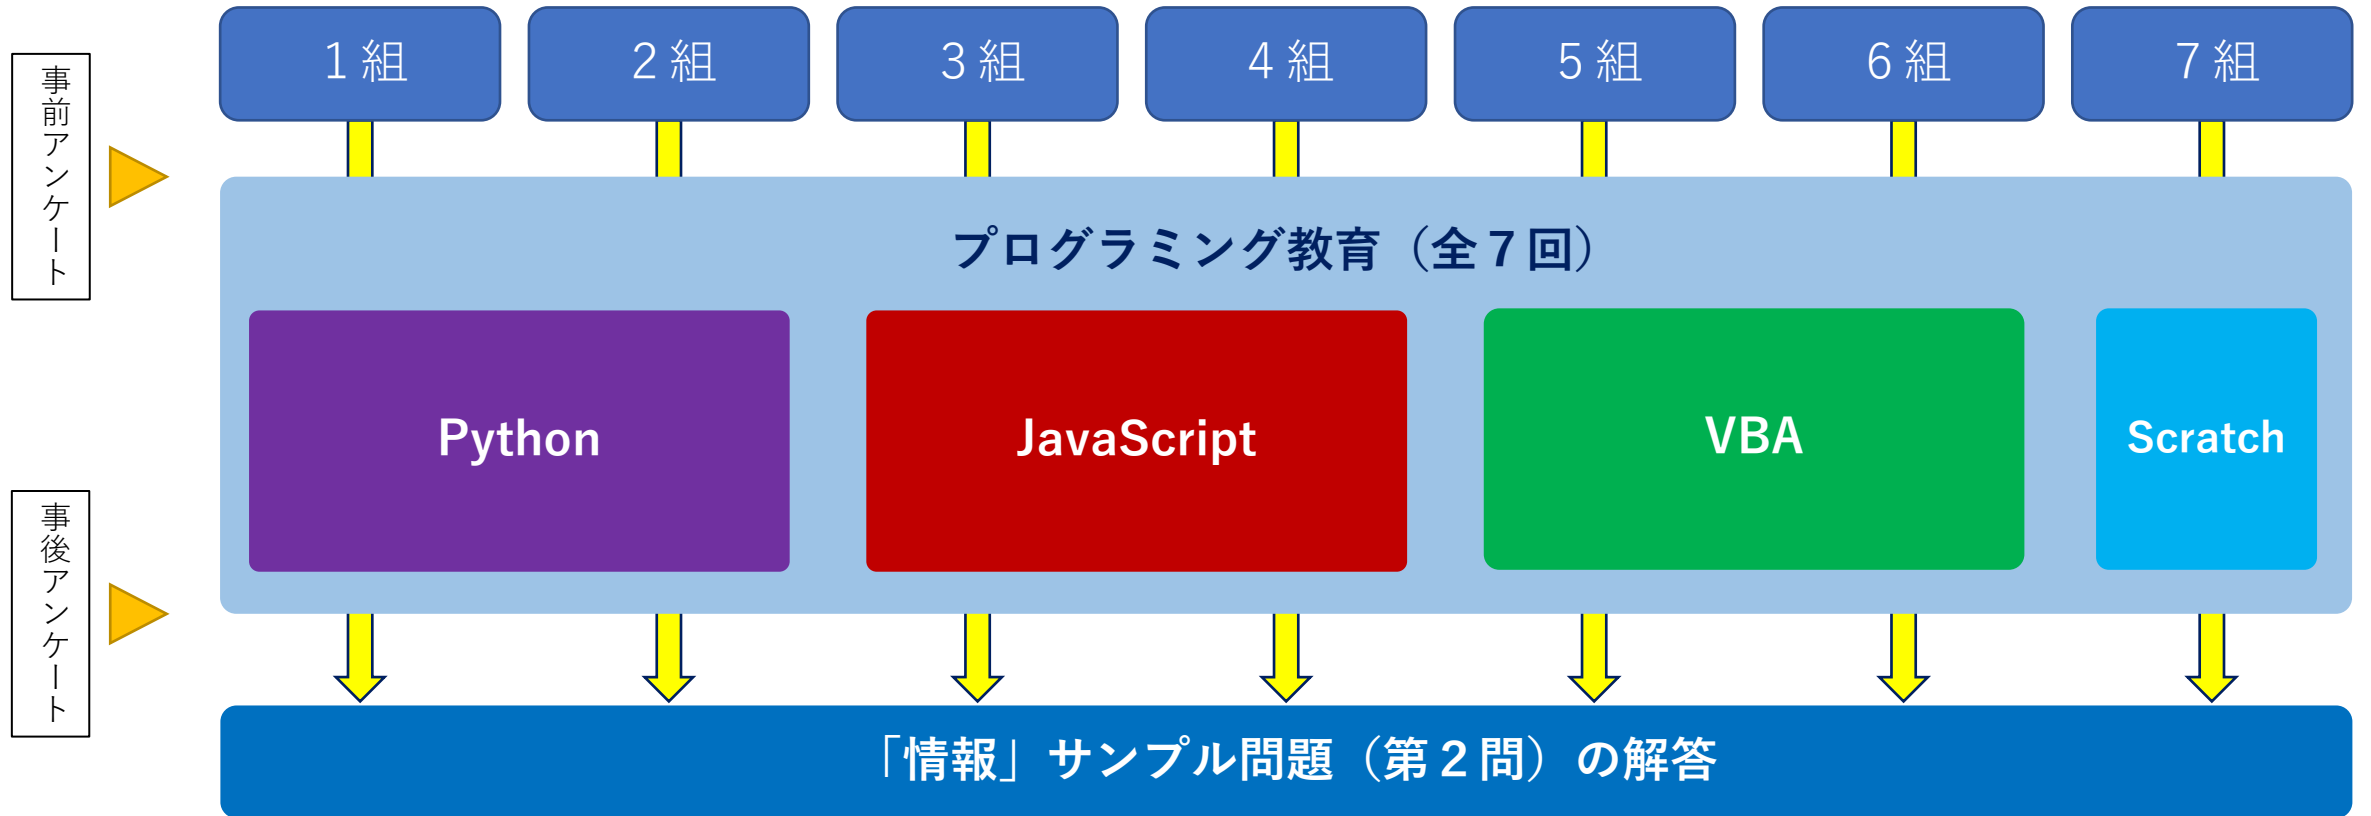 1組
2組
3組
4組
5組
6組
7組
事前アンケート
プログラミング教育（全７回）
Python
JavaScript
VBA
Scratch
事後アンケート
「情報」サンプル問題（第２問）の解答